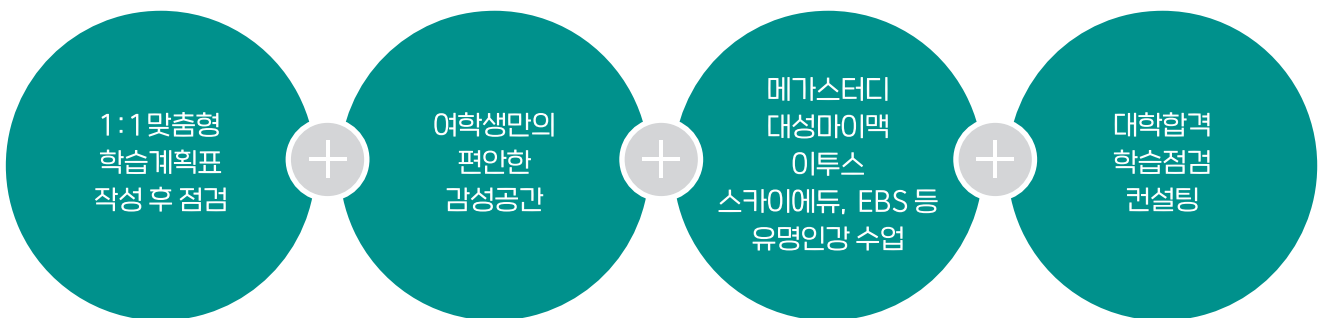 1:1맞춤형
학습계획표
작성 후 점검
여학생만의
편안한
감성공간
메가스터디
대성마이맥
이투스
스카이에듀, EBS 등
유명인강 수업
대학합격
학습점검
컨설팅